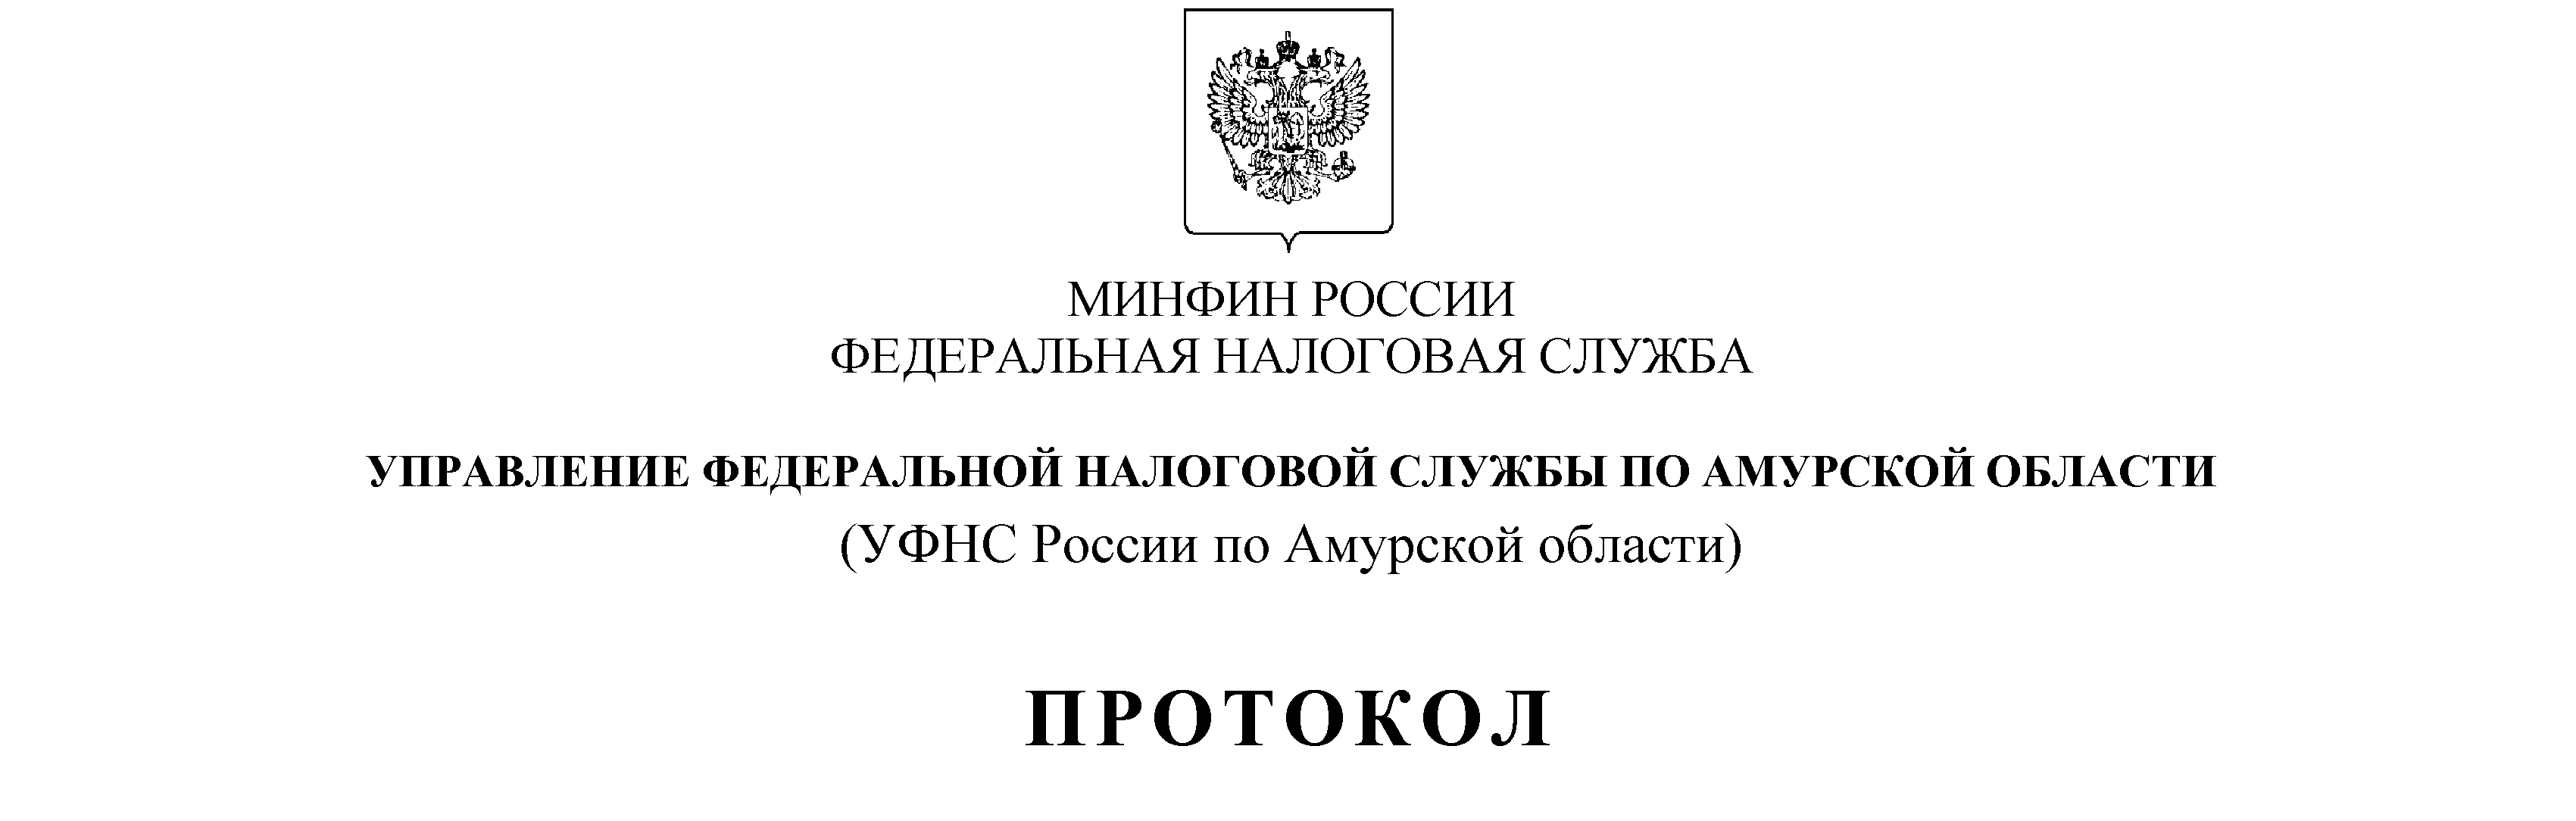 МИНФИН РОССИИ
ФЕДЕРАЛЬНАЯ НАЛОГОВАЯ СЛУЖБА
УПРАВЛЕНИЕ ФЕДЕРАЛЬНОЙ НАЛОГОВОЙ СЛУЖБЫ ПО АМУРСКОЙ ОБЛАСТИ
(УФНС России по Амурской области)
ПРОТОКОЛ